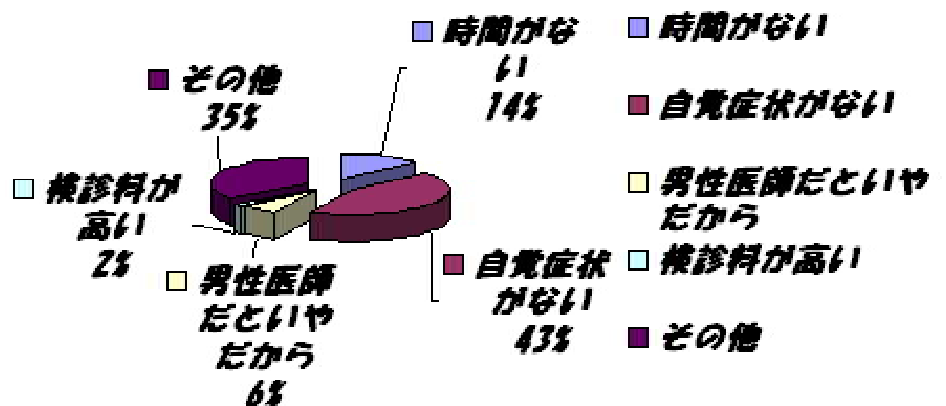 時間がな
い
14%
その他
35%
検診料が
高い
2%
男性医師
だといや
だから
6%
自覚症状
がない
43%
時間がない
自覚症状がない
男性医師だといや
だから
検診料が高い
その他